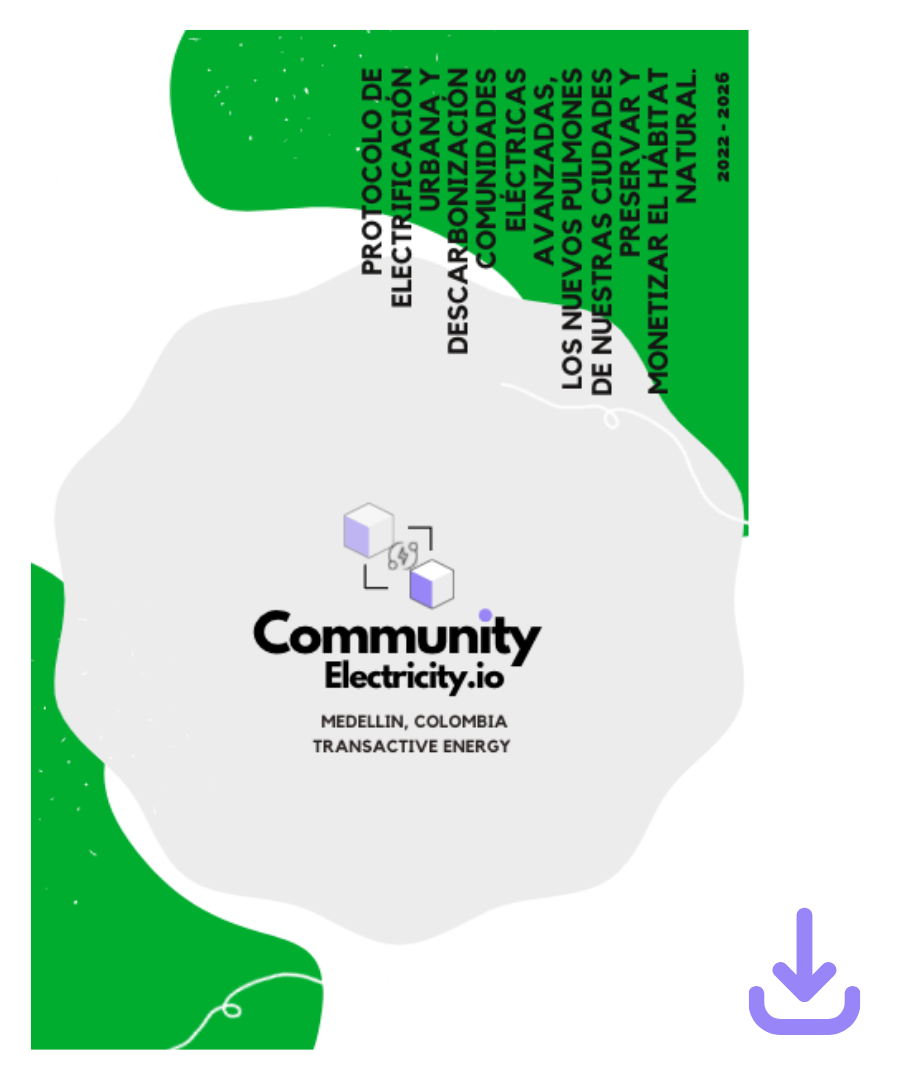 PROTOCOLO DE
ELECTRIFICACIÓN
URBANA Y
DESCARBONIZACIÓN
COMUNIDADES
ELÉCTRICAS
AVANZADAS,
LOS NUEVOS PULMONES
DE NUESTRAS CIUDADES
PRESERVAR Y
MONETIZAR EL HÁBITAT
NATURAL.
2022 - 2026
Community
Electricity.io
MEDELLIN, COLOMBIA
TRANSACTIVE ENERGY